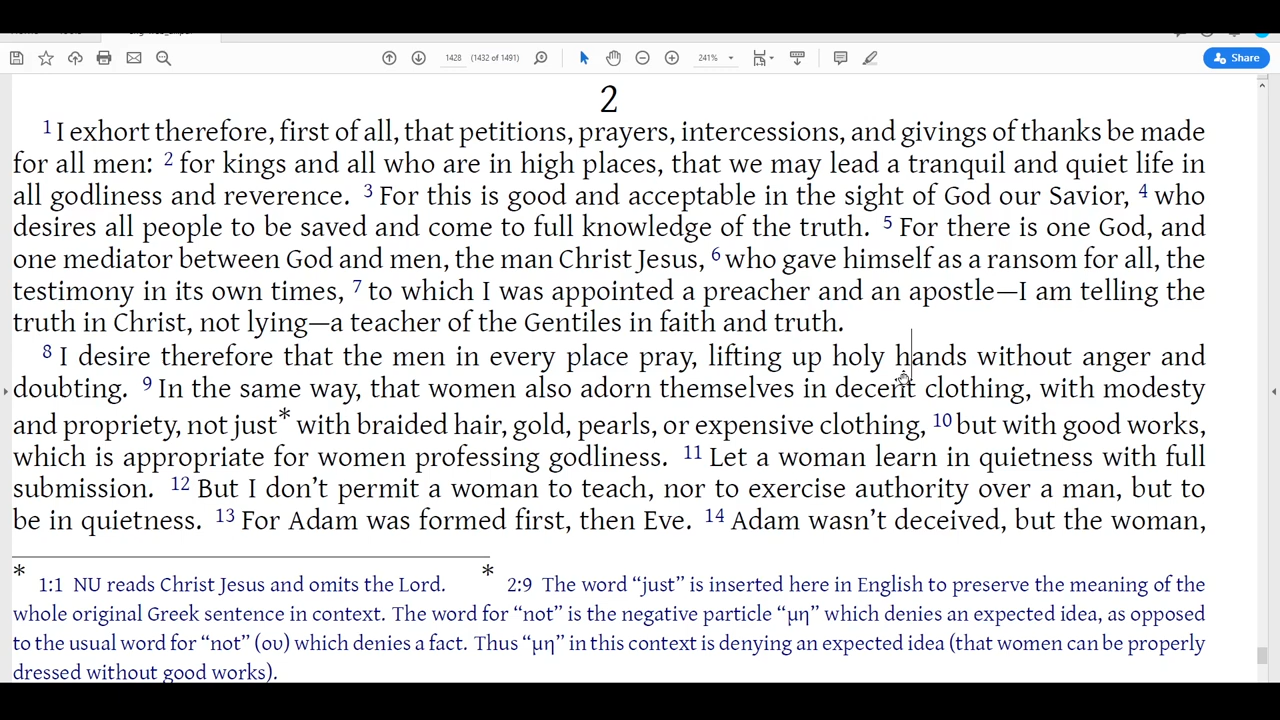 1428 (1432 of 1491) 241% Share
2
1 I exhort therefore, first of all, that petitions, prayers, intercessions, and givings of thanks be made
for all men: 2 for kings and all who are in high places, that we may lead a tranquil and quiet life in
all godliness and reverence. 3 For this is good and acceptable in the sight of God our Savior, 4 who
desires all people to be saved and come to full knowledge of the truth. 5 For there is one God, and
one mediator between God and men, the man Christ Jesus, 6 who gave himself as a ransom for all, the
testimony in its own times, 7 to which I was appointed a preacher and an apostle—I am telling the
truth in Christ, not lying—a teacher of the Gentiles in faith and truth.
8 I desire therefore that the men in every place pray, lifting up holy hands without anger and
doubting. 9 In the same way, that women also adorn themselves in decent clothing, with modesty
and propriety, not just* with braided hair, gold, pearls, or expensive clothing, 10 but with good works,
which is appropriate for women professing godliness. 11 Let a woman learn in quietness with full
submission. 12 But I don’t permit a woman to teach, nor to exercise authority over a man, but to
be in quietness. 13 For Adam was formed first, then Eve. 14 Adam wasn’t deceived, but the woman,
* 1:1 NU reads Christ Jesus and omits the Lord. * 2:9 The word “just” is inserted here in English to preserve the meaning of the
whole original Greek sentence in context. The word for “not” is the negative particle “μη” which denies an expected idea, as opposed
to the usual word for “not” (ου) which denies a fact. Thus “μη” in this context is denying an expected idea (that women can be properly
dressed without good works).